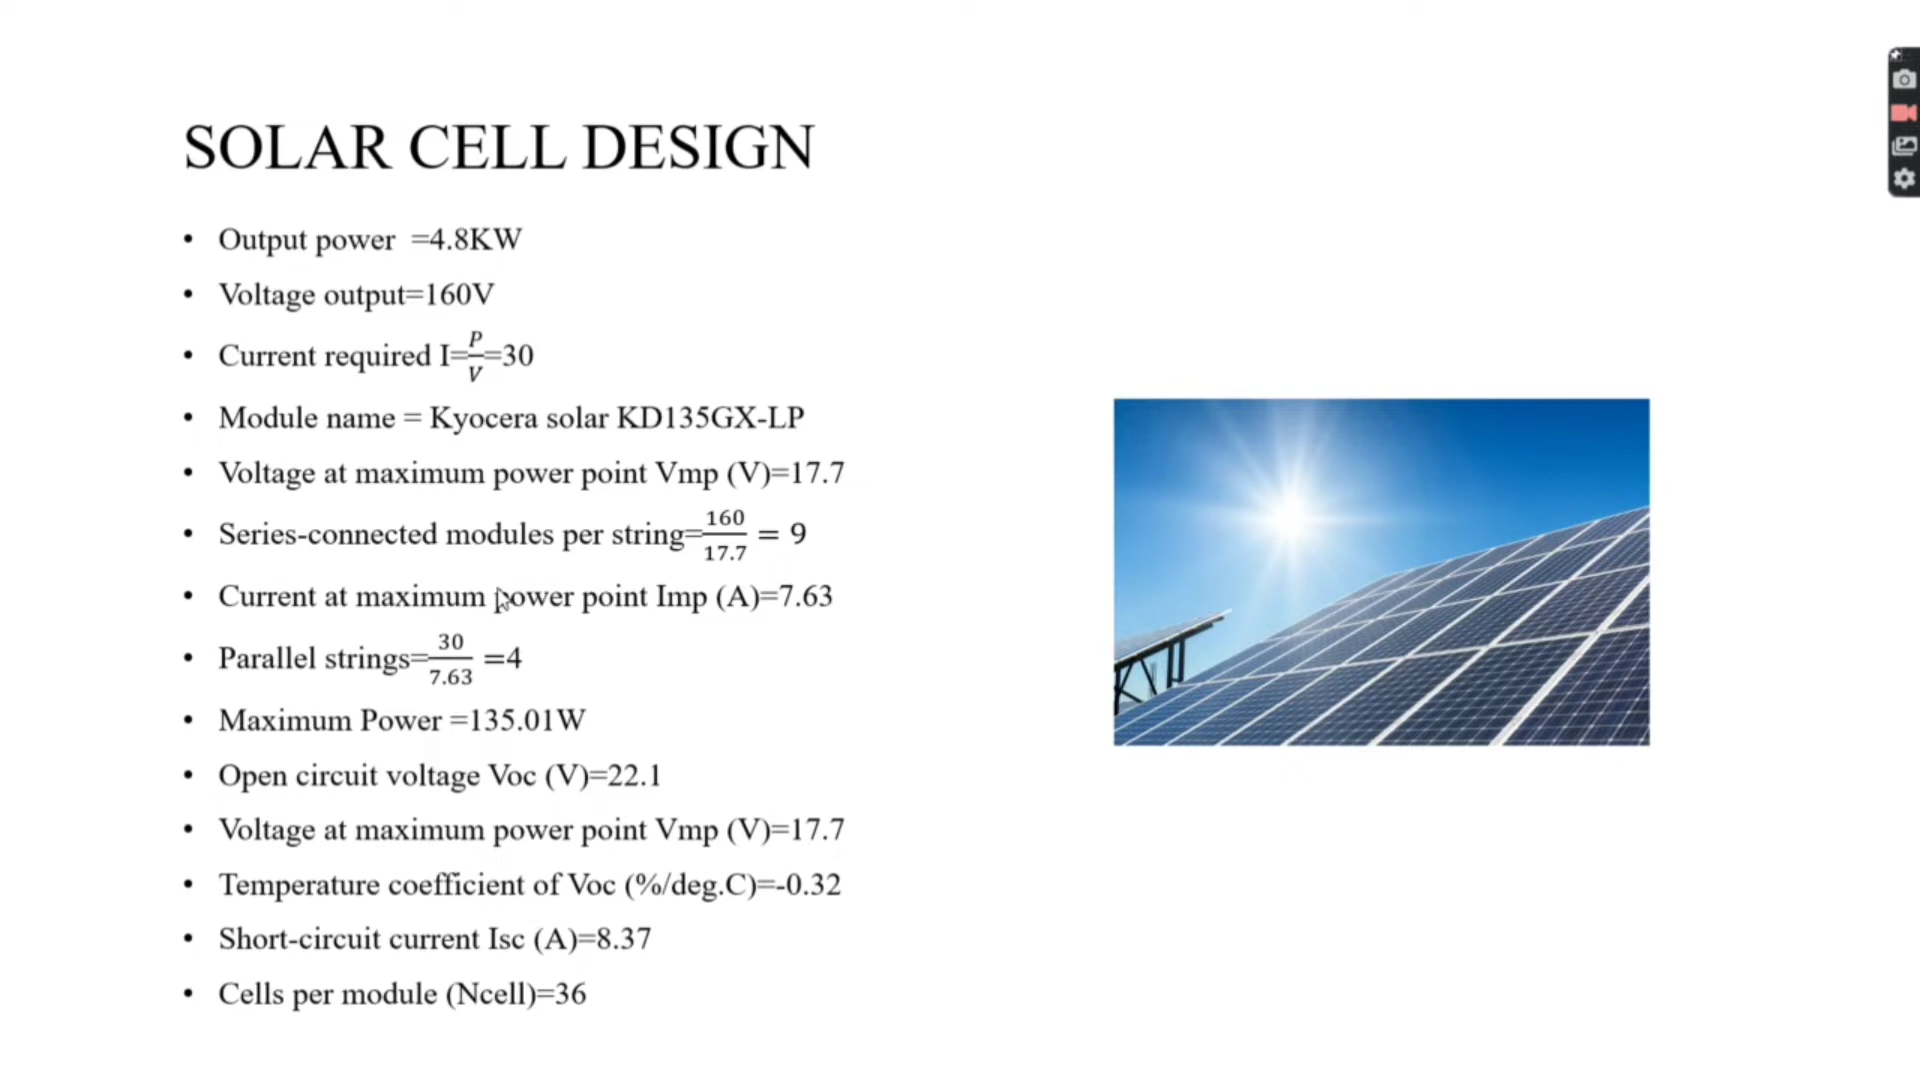 SOLAR CELL DESIGN
• Output power =4.8KW
• Voltage output=160V
• Current required I=P/V=30
• Module name = Kyocera solar KD135GX-LP
• Voltage at maximum power point Vmp (V)=17.7
• Series-connected modules per string=160/17.7 = 9
• Current at maximum power point Imp (A)=7.63
• Parallel strings=30/7.63 =4
• Maximum Power =135.01W
• Open circuit voltage Voc (V)=22.1
• Voltage at maximum power point Vmp (V)=17.7
• Temperature coefficient of Voc (%/deg.C)=-0.32
• Short-circuit current Isc (A)=8.37
• Cells per module (Ncell)=36